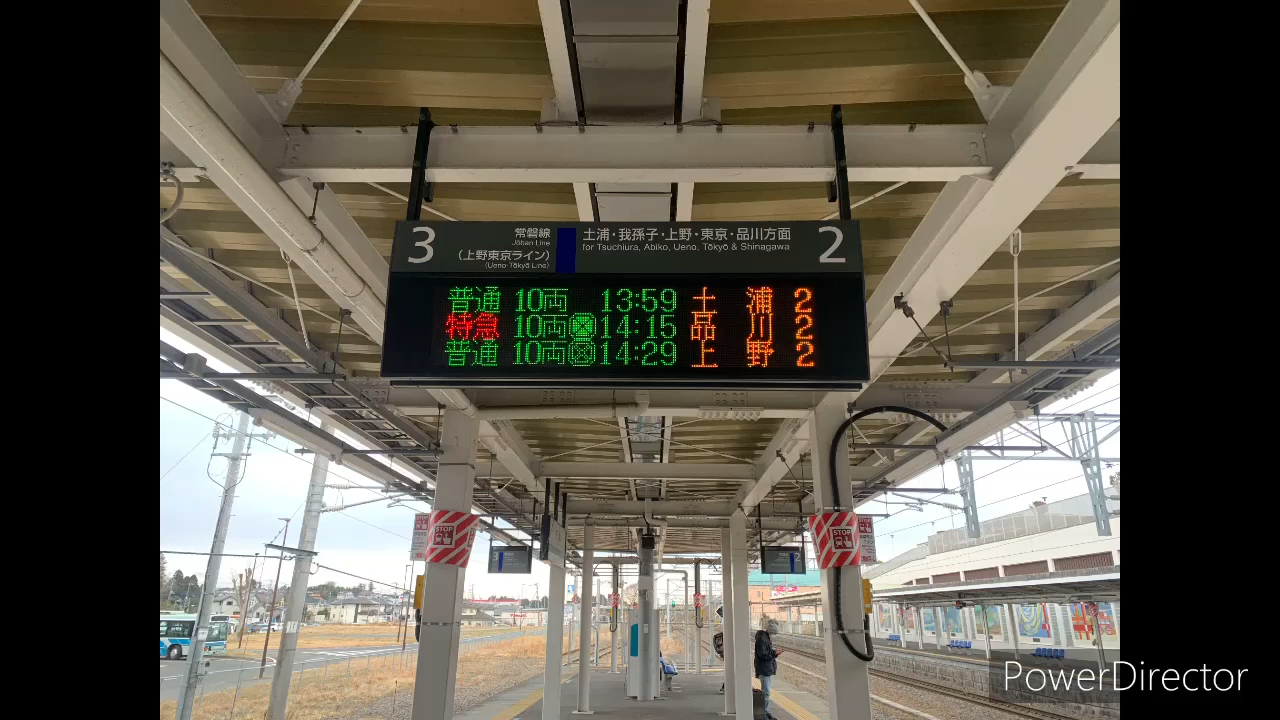 3
常磐線
Jōban Line
(上野東京ライン)
(Ueno-Tōkyō Line)
土浦・我孫子・上野・東京・品川方面
for Tsuchiura, Abiko, Ueno, Tōkyō & Shinagawa
2
普通 10両 13:59 土浦 2
特急 10両 14:15 品川 2
普通 10両 14:29 上野 2
STOP
STOP
PowerDirector